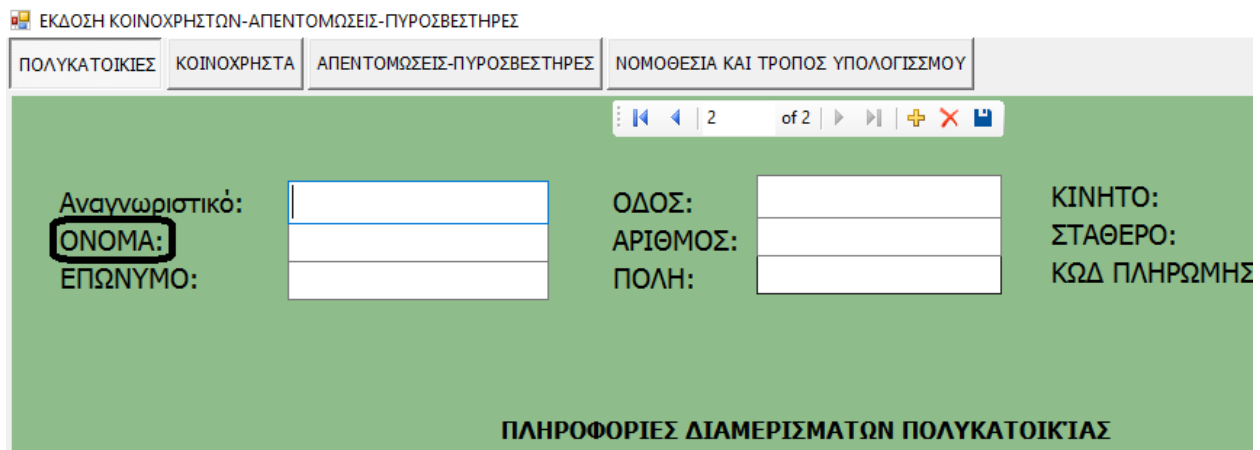 ΕΚΔΟΣΗ ΚΟΙΝΟΧΡΗΣΤΩΝ-ΑΠΕΝΤΟΜΩΣΕΙΣ-ΠΥΡΟΣΒΕΣΤΗΡΕΣ
ΠΟΛΥΚΑΤΟΙΚΙΕΣ ΚΟΙΝΟΧΡΗΣΤΑ ΑΠΕΝΤΟΜΩΣΕΙΣ-ΠΥΡΟΣΒΕΣΤΗΡΕΣ ΝΟΜΟΘΕΣΙΑ ΚΑΙ ΤΡΟΠΟΣ ΥΠΟΛΟΓΙΣΣΜΟΥ
2 of 2
Αναγνωριστικό: ΟΔΟΣ: ΚΙΝΗΤΟ:
ΟΝΟΜΑ: ΑΡΙΘΜΟΣ: ΣΤΑΘΕΡΟ:
ΕΠΩΝΥΜΟ: ΠΟΛΗ: ΚΩΔ ΠΛΗΡΩΜΗΣ
ΠΛΗΡΟΦΟΡΙΕΣ ΔΙΑΜΕΡΙΣΜΑΤΩΝ ΠΟΛΥΚΑΤΟΙΚΊΑΣ